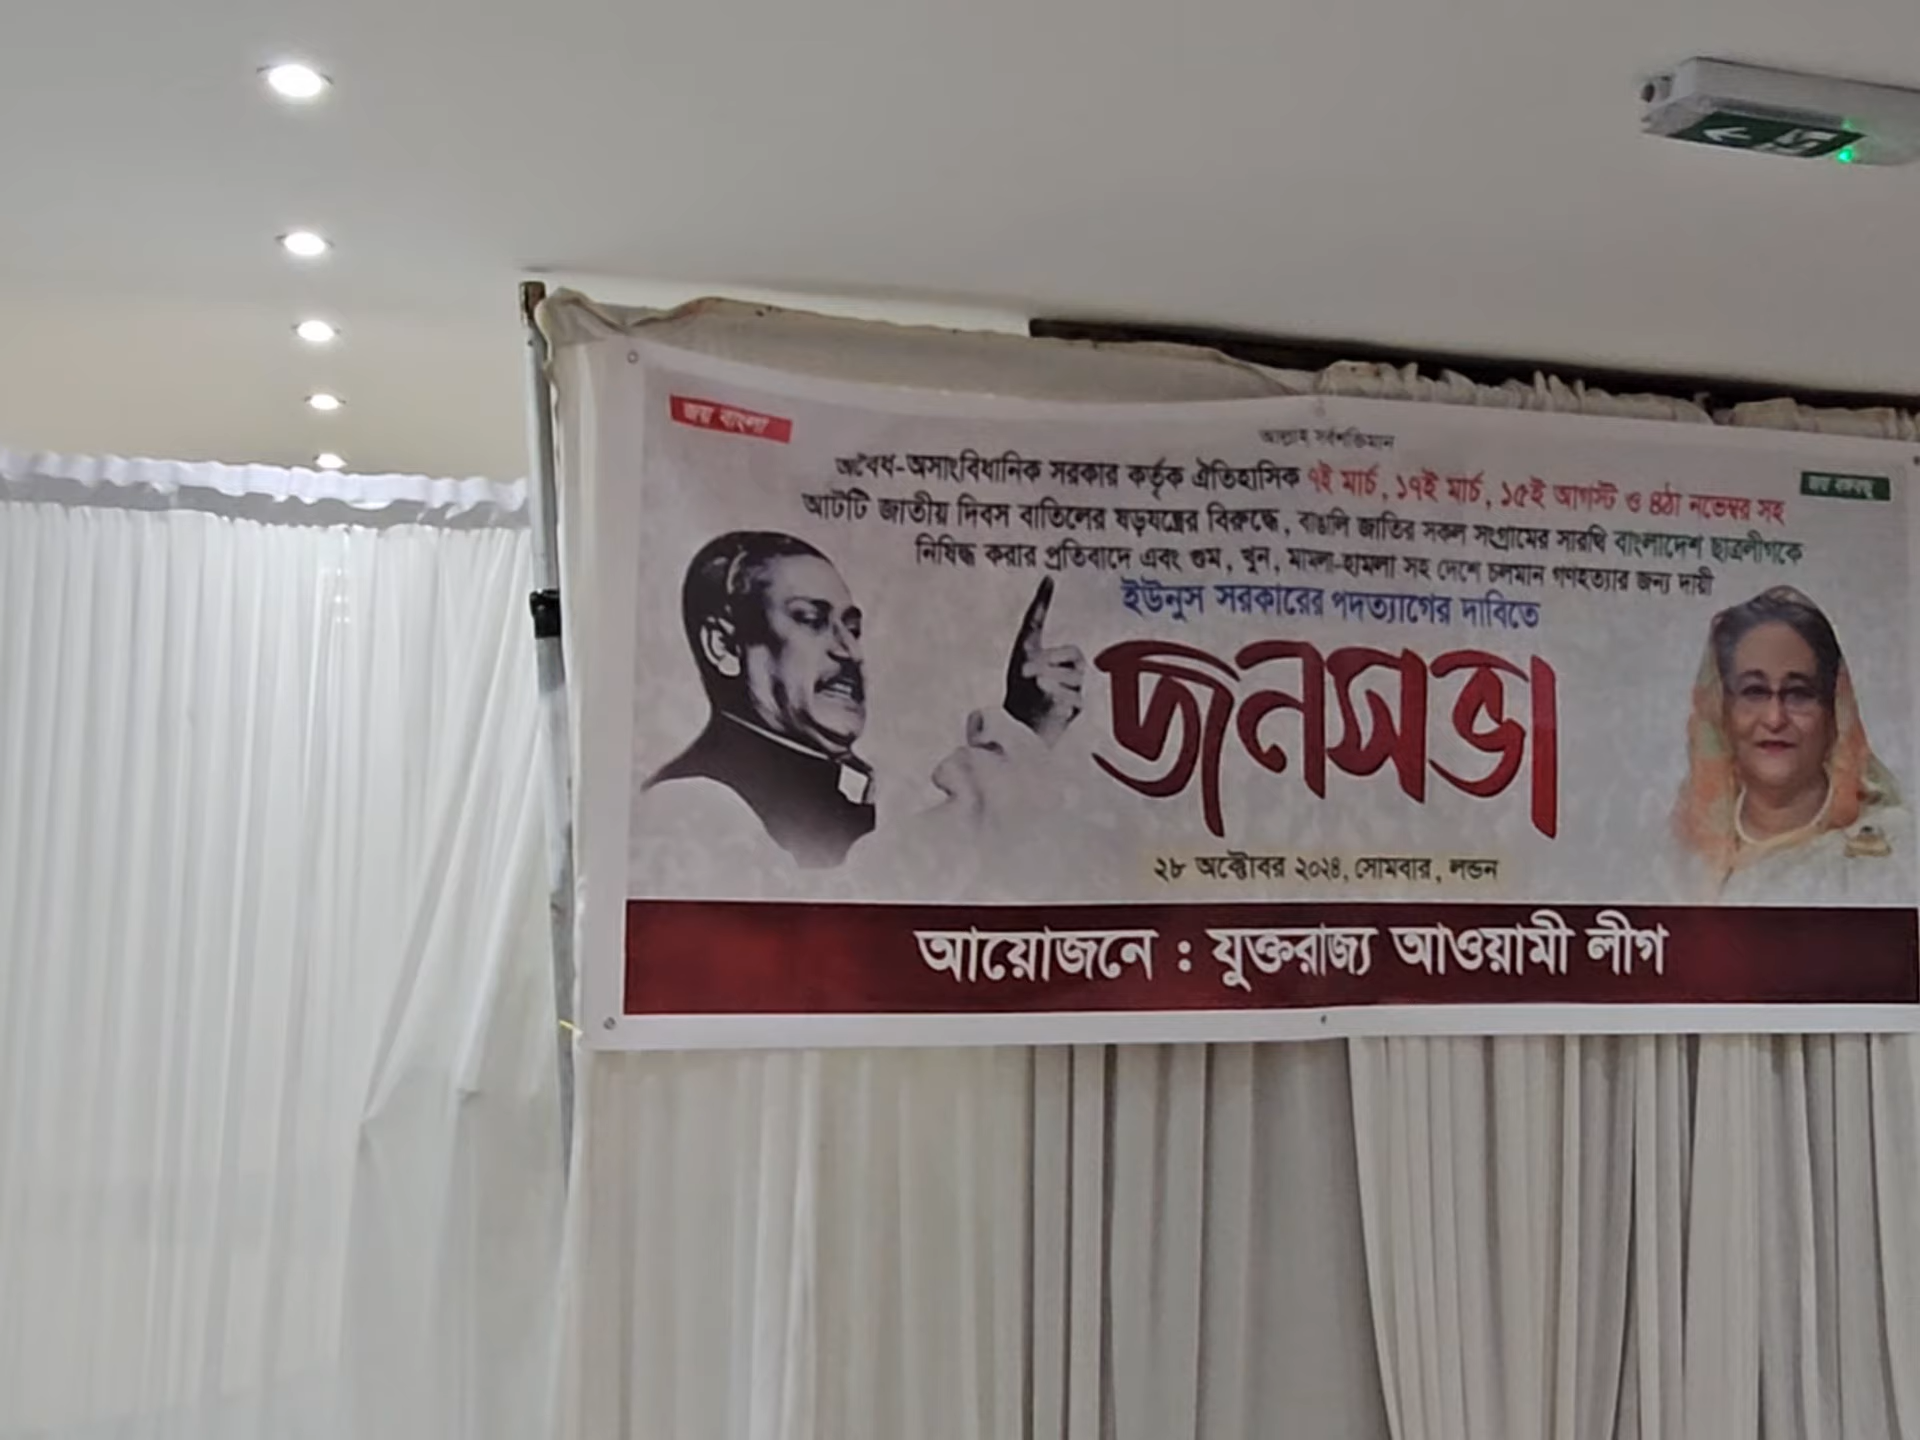 জয় বাংলা
আল্লাহ সর্বশক্তিমান
জয় বঙ্গবন্ধু
অবৈধ-অসাংবিধানিক সরকার কর্তৃক ঐতিহাসিক ৭ই মার্চ, ১৭ই মার্চ, ১৫ই আগস্ট ও ৪ঠা নভেম্বর সহ
আটটি জাতীয় দিবস বাতিলের ষড়যন্ত্রের বিরুদ্ধে, বাঙালি জাতির সকল সংগ্রামের সারথি বাংলাদেশ ছাত্রলীগকে
নিষিদ্ধ করার প্রতিবাদে এবং গুম, খুন, মামলা-হামলা সহ দেশে চলমান গণহত্যার জন্য দায়ী
ইউনুস সরকারের পদত্যাগের দাবিতে
জনসভা
২৮ অক্টোবর ২০২৪, সোমবার, লন্ডন
আয়োজনে : যুক্তরাজ্য আওয়ামী লীগ